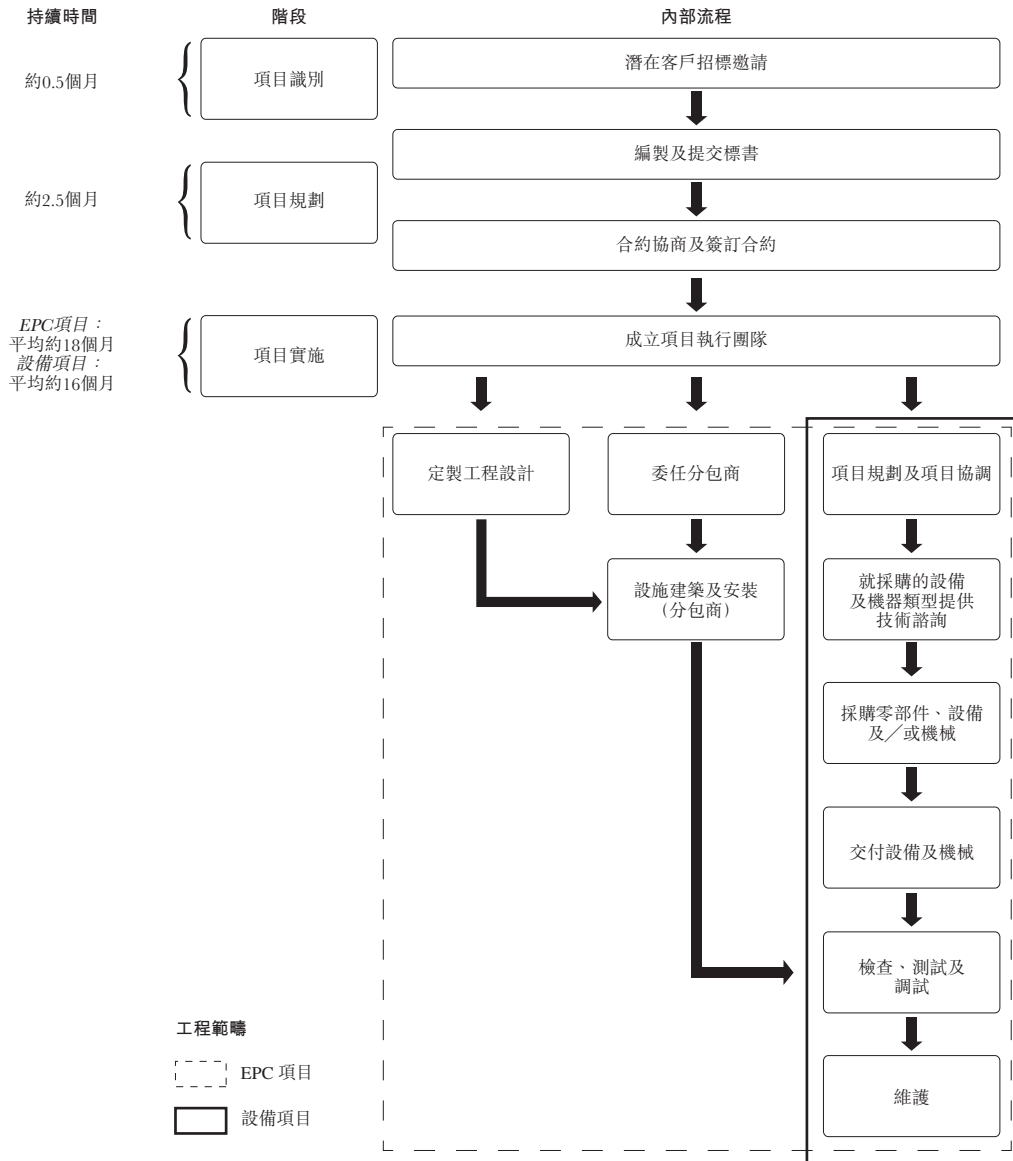 持續時間
階段
內部流程
約0.5個月
項目識別
潛在客戶招標邀請
編製及提交標書
約2.5個月
項目規劃
合約協商及簽訂合約
EPC項目：
平均約18個月
設備項目：
平均約16個月
項目實施
成立項目執行團隊
定製工程設計
委任分包商
項目規劃及項目協調
設施建築及安裝
(分包商)
就採購的設備
及機器類型提供
技術諮詢
採購零部件、設備
及╱或機械
交付設備及機械
檢查、測試及
調試
維護
工程範疇
EPC 項目
設備項目